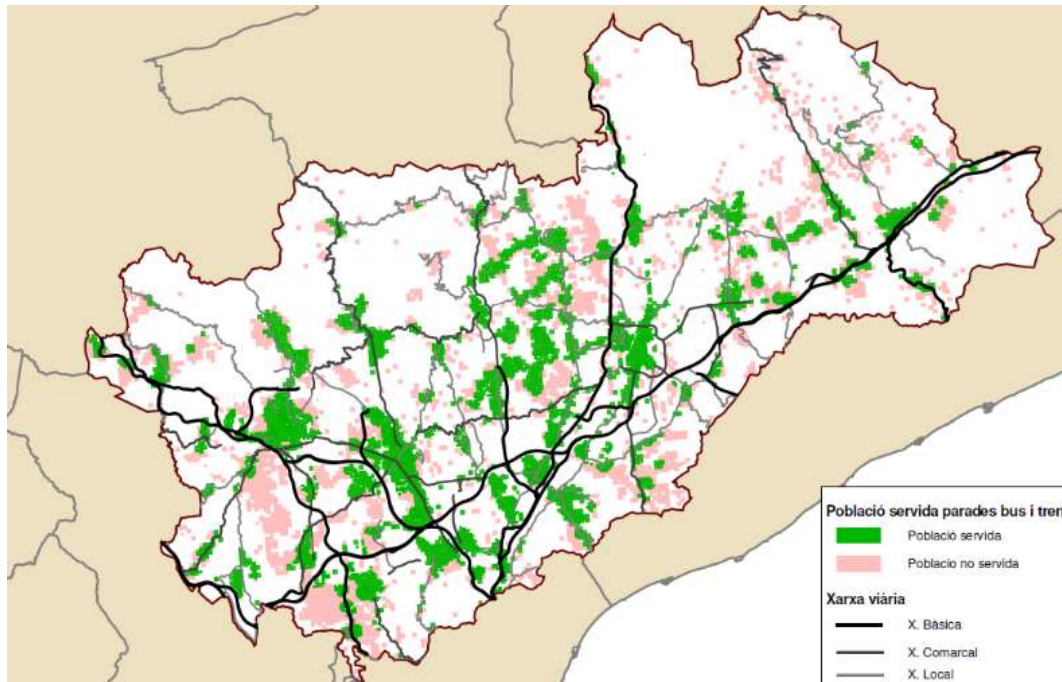 Població servida parades bus i tren
Població servida
Poblacio no servida
Xarxa viària
X. Bàsica
X. Comarcal
X. Local